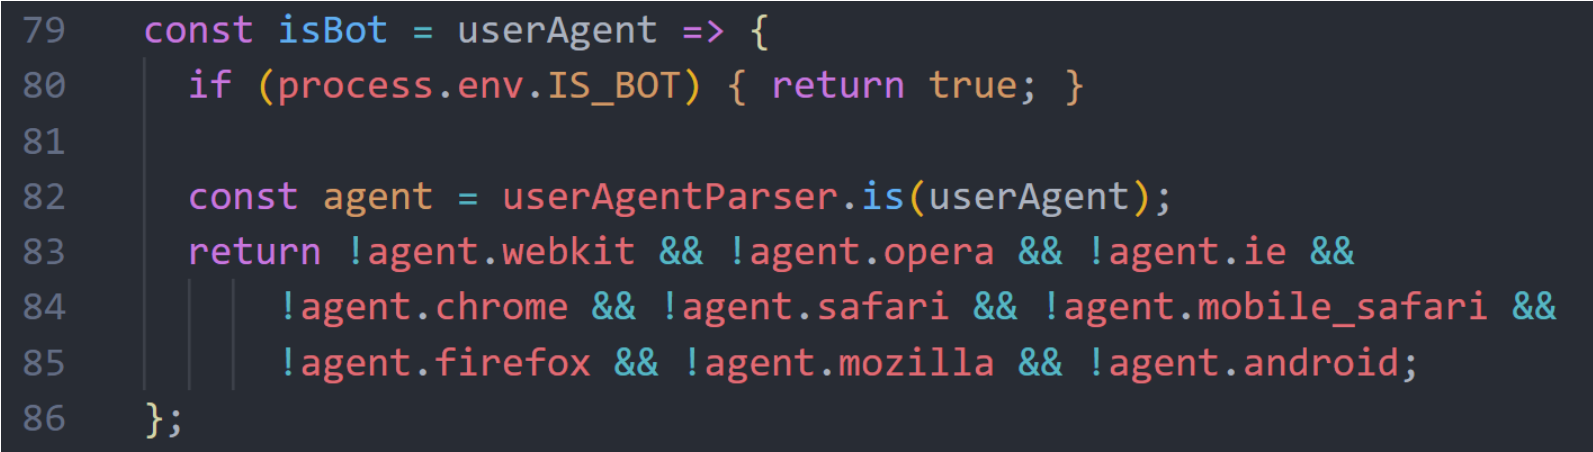 79 const isBot = userAgent => {
80 if (process.env.IS_BOT) { return true; }
81
82 const agent = userAgentParser.is(userAgent);
83 return !agent.webkit && !agent.opera && !agent.ie &&
84 !agent.chrome && !agent.safari && !agent.mobile_safari &&
85 !agent.firefox && !agent.mozilla && !agent.android;
86 };